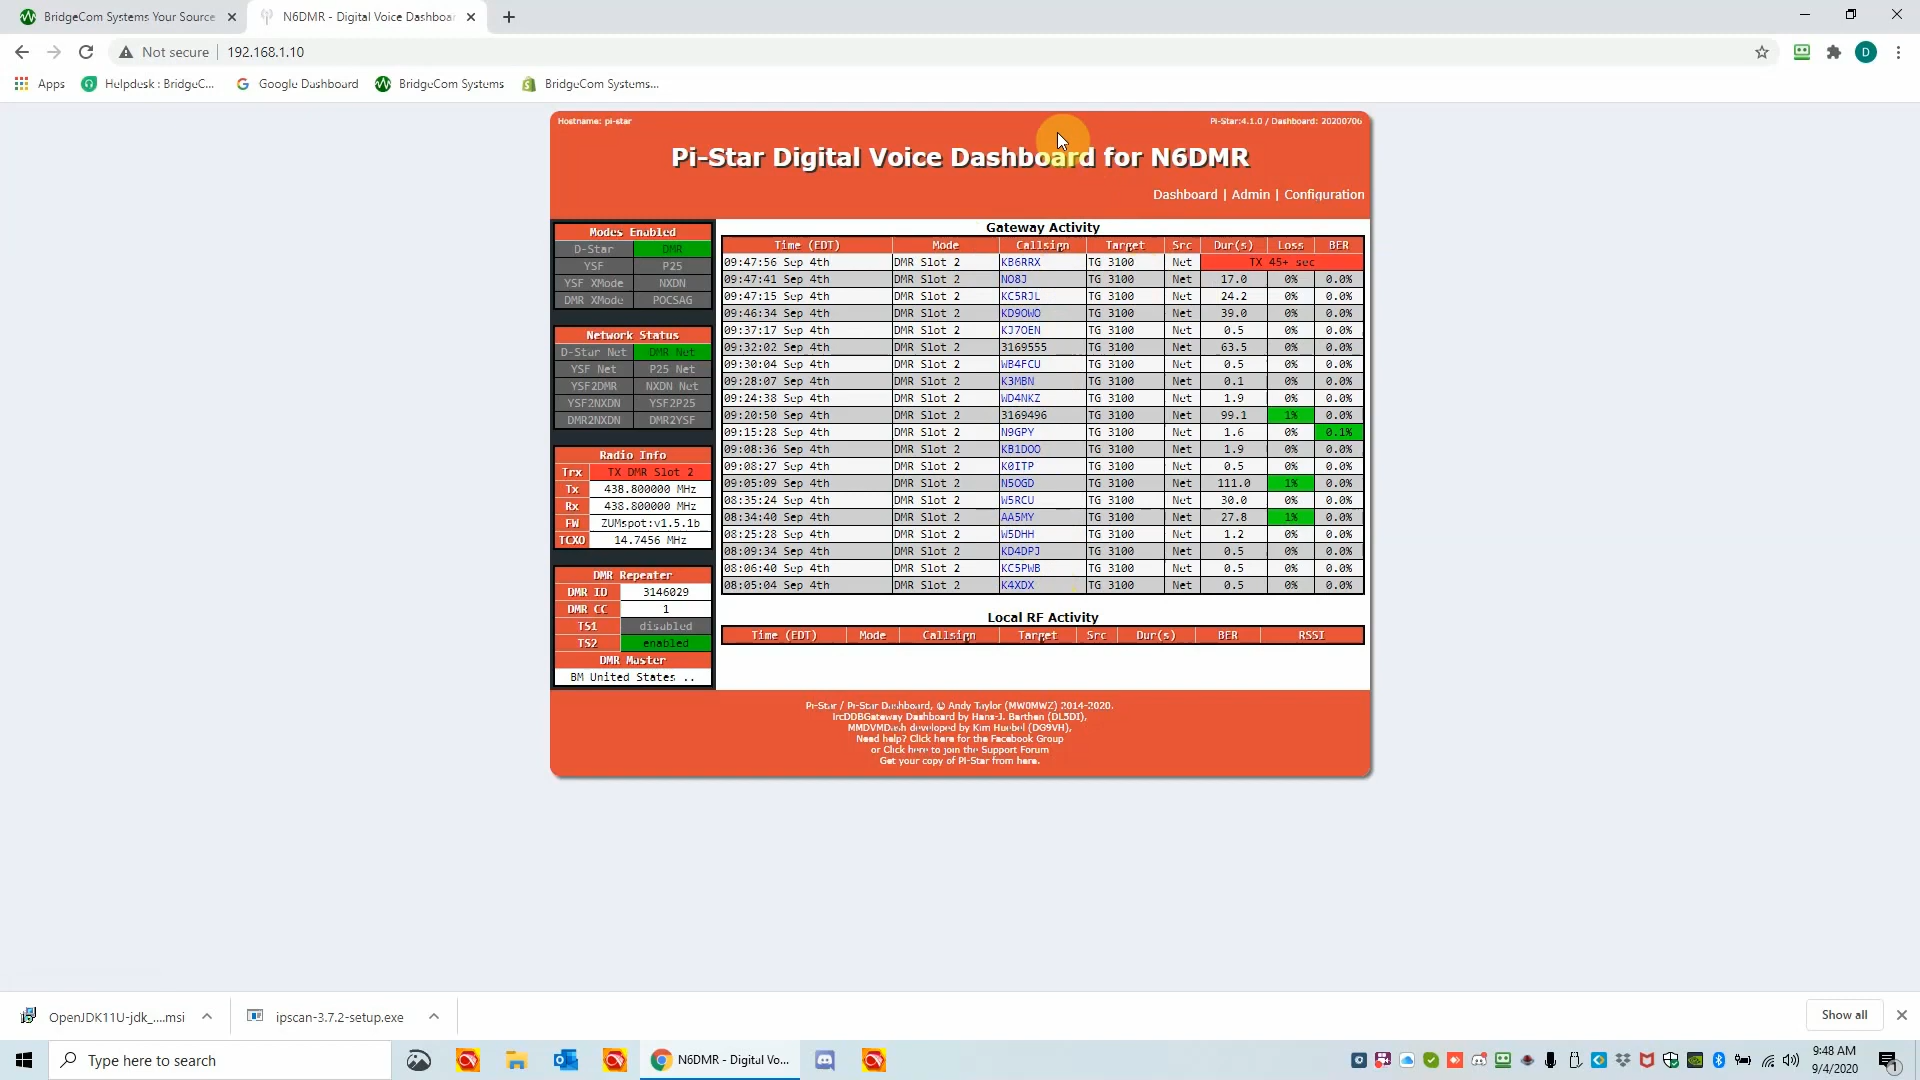 BridgeCom Systems Your Source
N6DMR - Digital Voice Dashboar
Not secure
192.168.1.10
D
Apps
Helpdesk : BridgeC...
Google Dashboard
BridgeCom Systems
BridgeCom Systems...
Hostname: pi-star
Pi-Star:4.1.0 / Dashboard: 20200706
Pi-Star Digital Voice Dashboard for N6DMR
Dashboard | Admin | Configuration
Modes Enabled
D-Star DMR
YSF P25
YSF XMode NXDN
DMR XMode POCSAG
Network Status
D-Star Net DMR Net
YSF Net P25 Net
YSF2DMR NXDN Net
YSF2NXDN YSF2P25
DMR2NXDN DMR2YSF
Radio Info
Trx TX DMR Slot 2
Tx 438.800000 MHz
Rx 438.800000 MHz
FW ZUMspot:v1.5.1b
TCXO 14.7456 MHz
DMR Repeater
DMR ID 3146029
DMR CC 1
TS1 disabled
TS2 enabled
DMR Master
BM United States ..
Gateway Activity
Time (EDT) Mode Callsign Target Src Dur(s) Loss BER
09:47:56 Sep 4th DMR Slot 2 KB6RRX TG 3100 Net TX 45+ sec
09:47:41 Sep 4th DMR Slot 2 NO8J TG 3100 Net 17.0 0% 0.0%
09:47:15 Sep 4th DMR Slot 2 KC5RJL TG 3100 Net 24.2 0% 0.0%
09:46:34 Sep 4th DMR Slot 2 KD9OWO TG 3100 Net 39.0 0% 0.0%
09:37:17 Sep 4th DMR Slot 2 KJ7OEN TG 3100 Net 0.5 0% 0.0%
09:32:02 Sep 4th DMR Slot 2 3169555 TG 3100 Net 63.5 0% 0.0%
09:30:04 Sep 4th DMR Slot 2 WB4FCU TG 3100 Net 0.5 0% 0.0%
09:28:07 Sep 4th DMR Slot 2 K3MBN TG 3100 Net 0.1 0% 0.0%
09:24:38 Sep 4th DMR Slot 2 WD4NKZ TG 3100 Net 1.9 0% 0.0%
09:20:50 Sep 4th DMR Slot 2 3169496 TG 3100 Net 99.1 1% 0.0%
09:15:28 Sep 4th DMR Slot 2 N9GPY TG 3100 Net 1.6 0% 0.1%
09:08:36 Sep 4th DMR Slot 2 KB1DOO TG 3100 Net 1.9 0% 0.0%
09:08:27 Sep 4th DMR Slot 2 K0ITP TG 3100 Net 0.5 0% 0.0%
09:05:09 Sep 4th DMR Slot 2 N5OGD TG 3100 Net 111.0 1% 0.0%
08:35:24 Sep 4th DMR Slot 2 W5RCU TG 3100 Net 30.0 0% 0.0%
08:34:40 Sep 4th DMR Slot 2 AA5MY TG 3100 Net 27.8 1% 0.0%
08:25:28 Sep 4th DMR Slot 2 W5DHH TG 3100 Net 1.2 0% 0.0%
08:09:34 Sep 4th DMR Slot 2 KD4DPJ TG 3100 Net 0.5 0% 0.0%
08:06:40 Sep 4th DMR Slot 2 KC5PWB TG 3100 Net 0.5 0% 0.0%
08:05:04 Sep 4th DMR Slot 2 K4XDX TG 3100 Net 0.5 0% 0.0%
Local RF Activity
Time (EDT) Mode Callsign Target Src Dur(s) BER RSSI
Pi-Star / Pi-Star Dashboard, © Andy Taylor (MW0MWZ) 2014-2020.
ircDDBGateway Dashboard by Hans-J. Barthen (DL5DI),
MMDVMDash developed by Kim Huebel (DG9VH),
Need help? Click here for the Facebook Group
or Click here to join the Support Forum
Get your copy of Pi-Star from here.
OpenJDK11U-jdk_....msi
ipscan-3.7.2-setup.exe
Show all
Type here to search
N6DMR - Digital Vo...
9:48 AM
9/4/2020
1